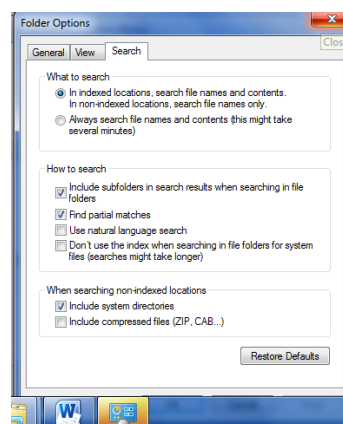 Folder Options
Clos
General View Search
What to search
In indexed locations, search file names and contents.
In non-indexed locations, search file names only.
Always search file names and contents (this might take
several minutes)
How to search
Include subfolders in search results when searching in file
folders
Find partial matches
Use natural language search
Don't use the index when searching in file folders for system
files (searches might take longer)
When searching non-indexed locations
Include system directories
Include compressed files (ZIP, CAB...)
Restore Defaults
W